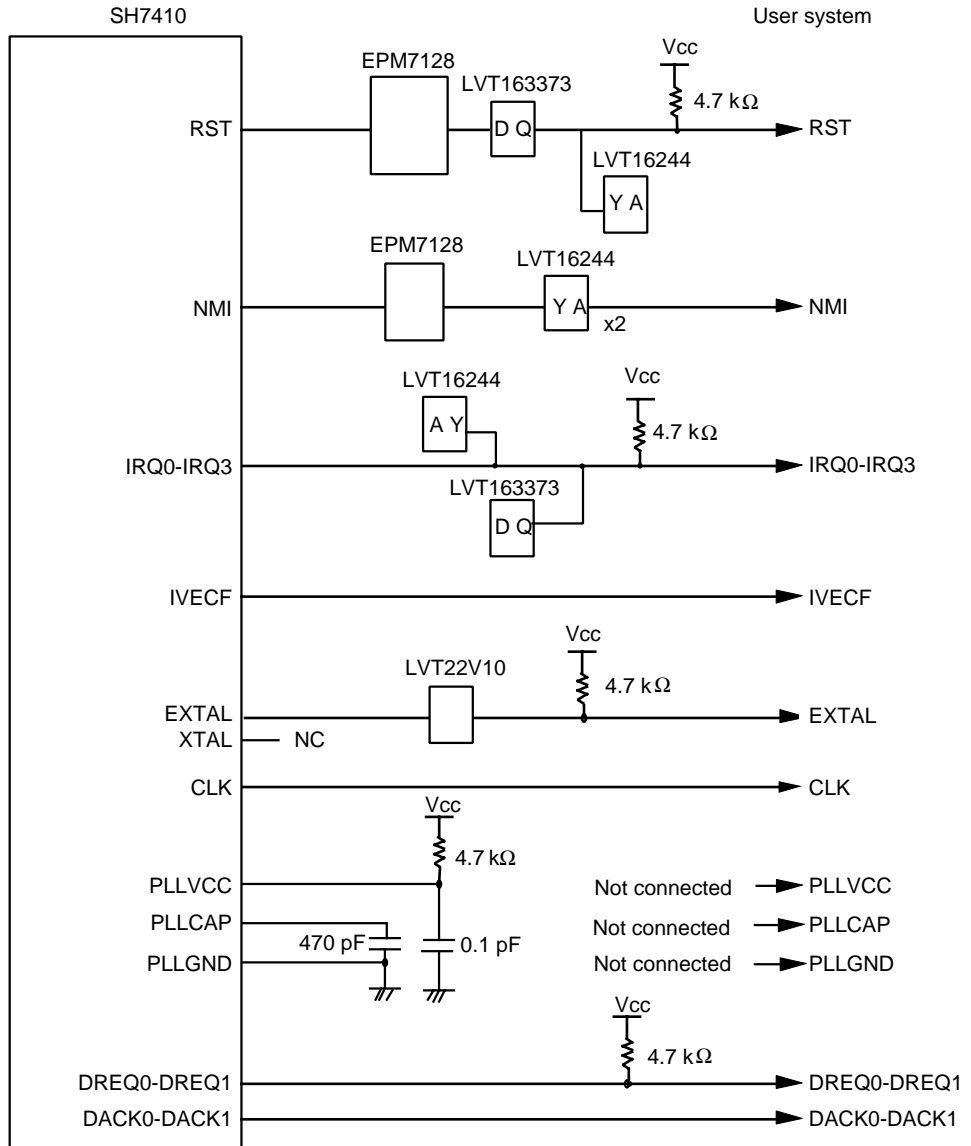 SH7410 User system
Vcc
EPM7128
LVT163373
4.7 kΩ
RST D Q RST
LVT16244
Y A
EPM7128
LVT16244
NMI Y A NMI
x2
LVT16244
Vcc
A Y 4.7 kΩ
IRQ0-IRQ3 IRQ0-IRQ3
LVT163373
D Q
IVECF IVECF
Vcc
LVT22V10
4.7 kΩ
EXTAL EXTAL
XTAL NC
CLK CLK
Vcc
4.7 kΩ
PLLVCC Not connected PLLVCC
PLLCAP Not connected PLLCAP
470 pF 0.1 pF
PLLGND Not connected PLLGND
Vcc
4.7 kΩ
DREQ0-DREQ1 DREQ0-DREQ1
DACK0-DACK1 DACK0-DACK1